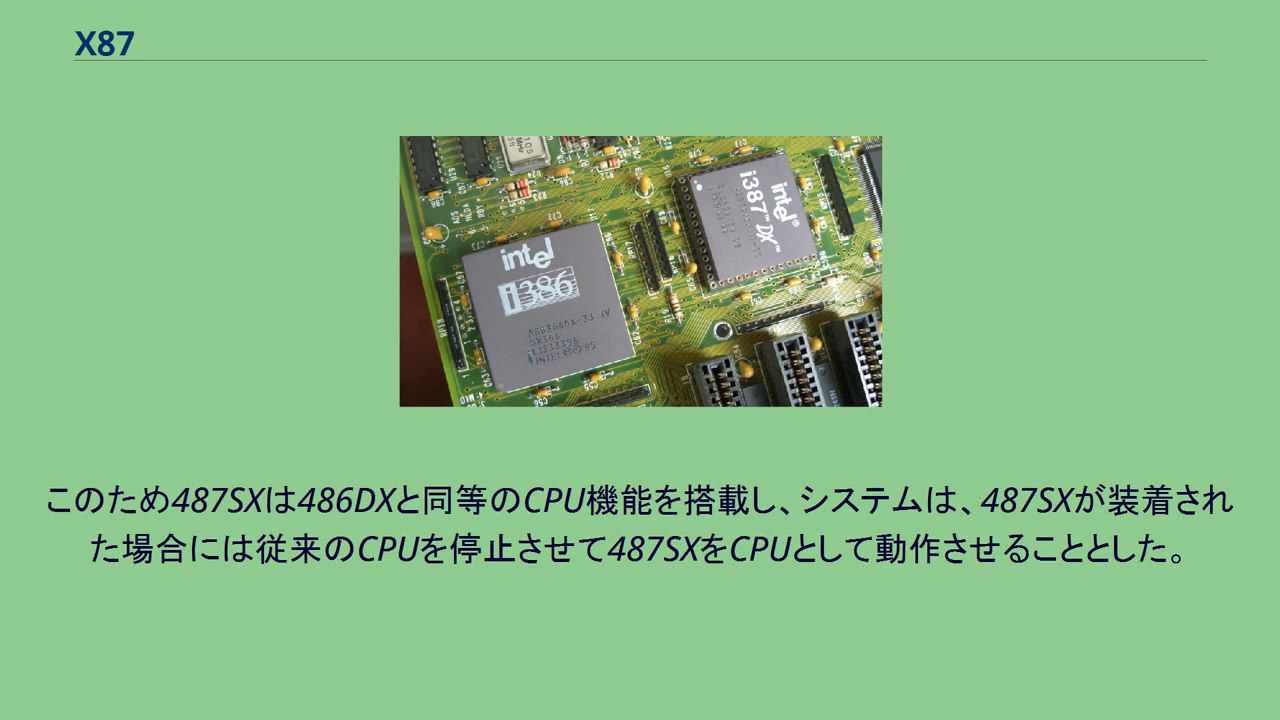 X87
intel
i386
A80386DX-33 IV
SX366
L1333356
INTEL©©'85
intel®
i387™ DX™
このため487SXは486DXと同等のCPU機能を搭載し、システムは、487SXが装着され
た場合には従来のCPUを停止させて487SXをCPUとして動作させることとした。